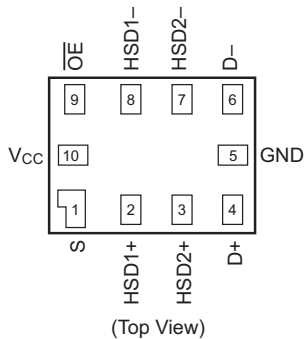 OE HSD1– HSD2– D–
9 8 7 6
VCC 10 5 GND
1 2 3 4
S HSD1+ HSD2+ D+
(Top View)